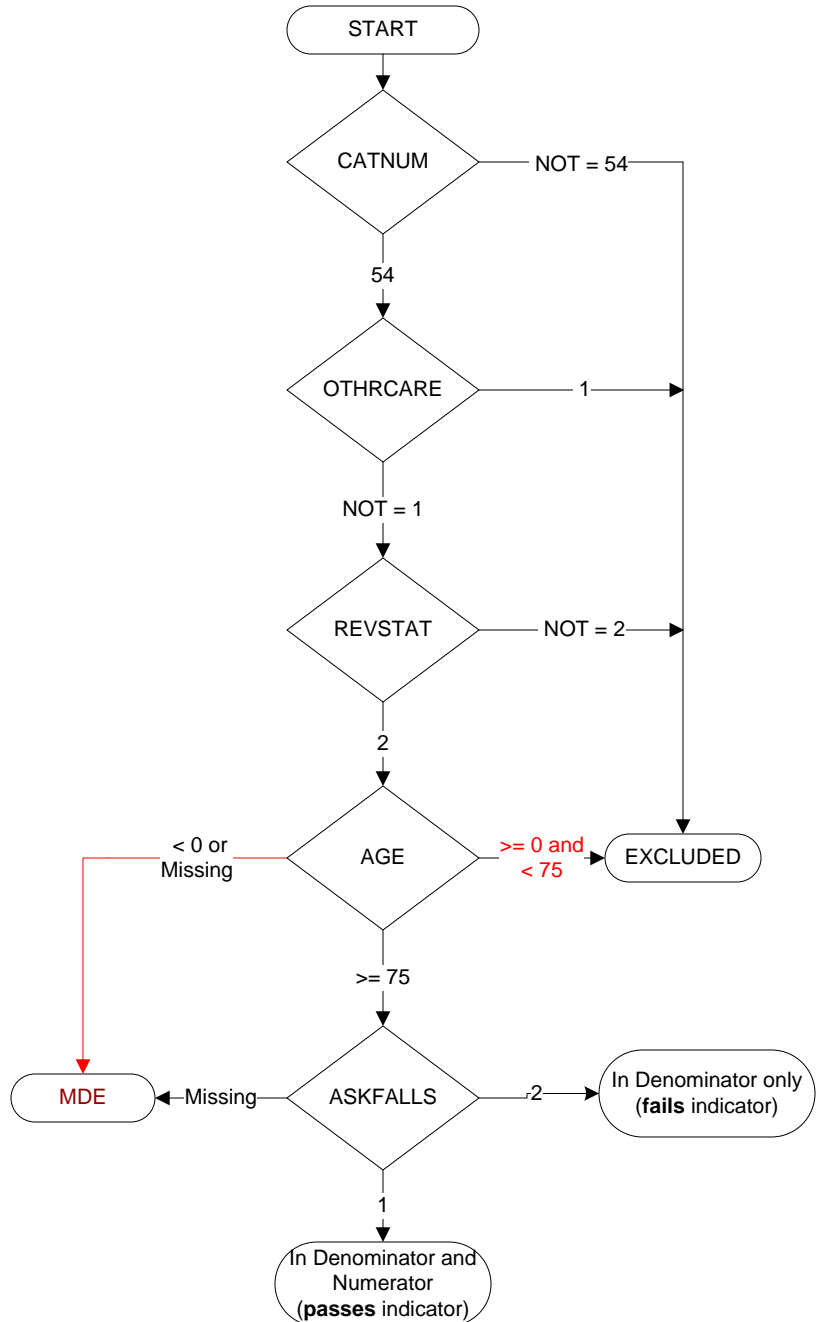 START
CATNUM
NOT = 54
54
OTHRCARE
1
NOT = 1
REVSTAT
NOT = 2
2
< 0 or
Missing
AGE
>= 0 and
< 75
EXCLUDED
>= 75
MDE
Missing
ASKFALLS
2
In Denominator only
(fails indicator)
1
In Denominator and
Numerator
(passes indicator)